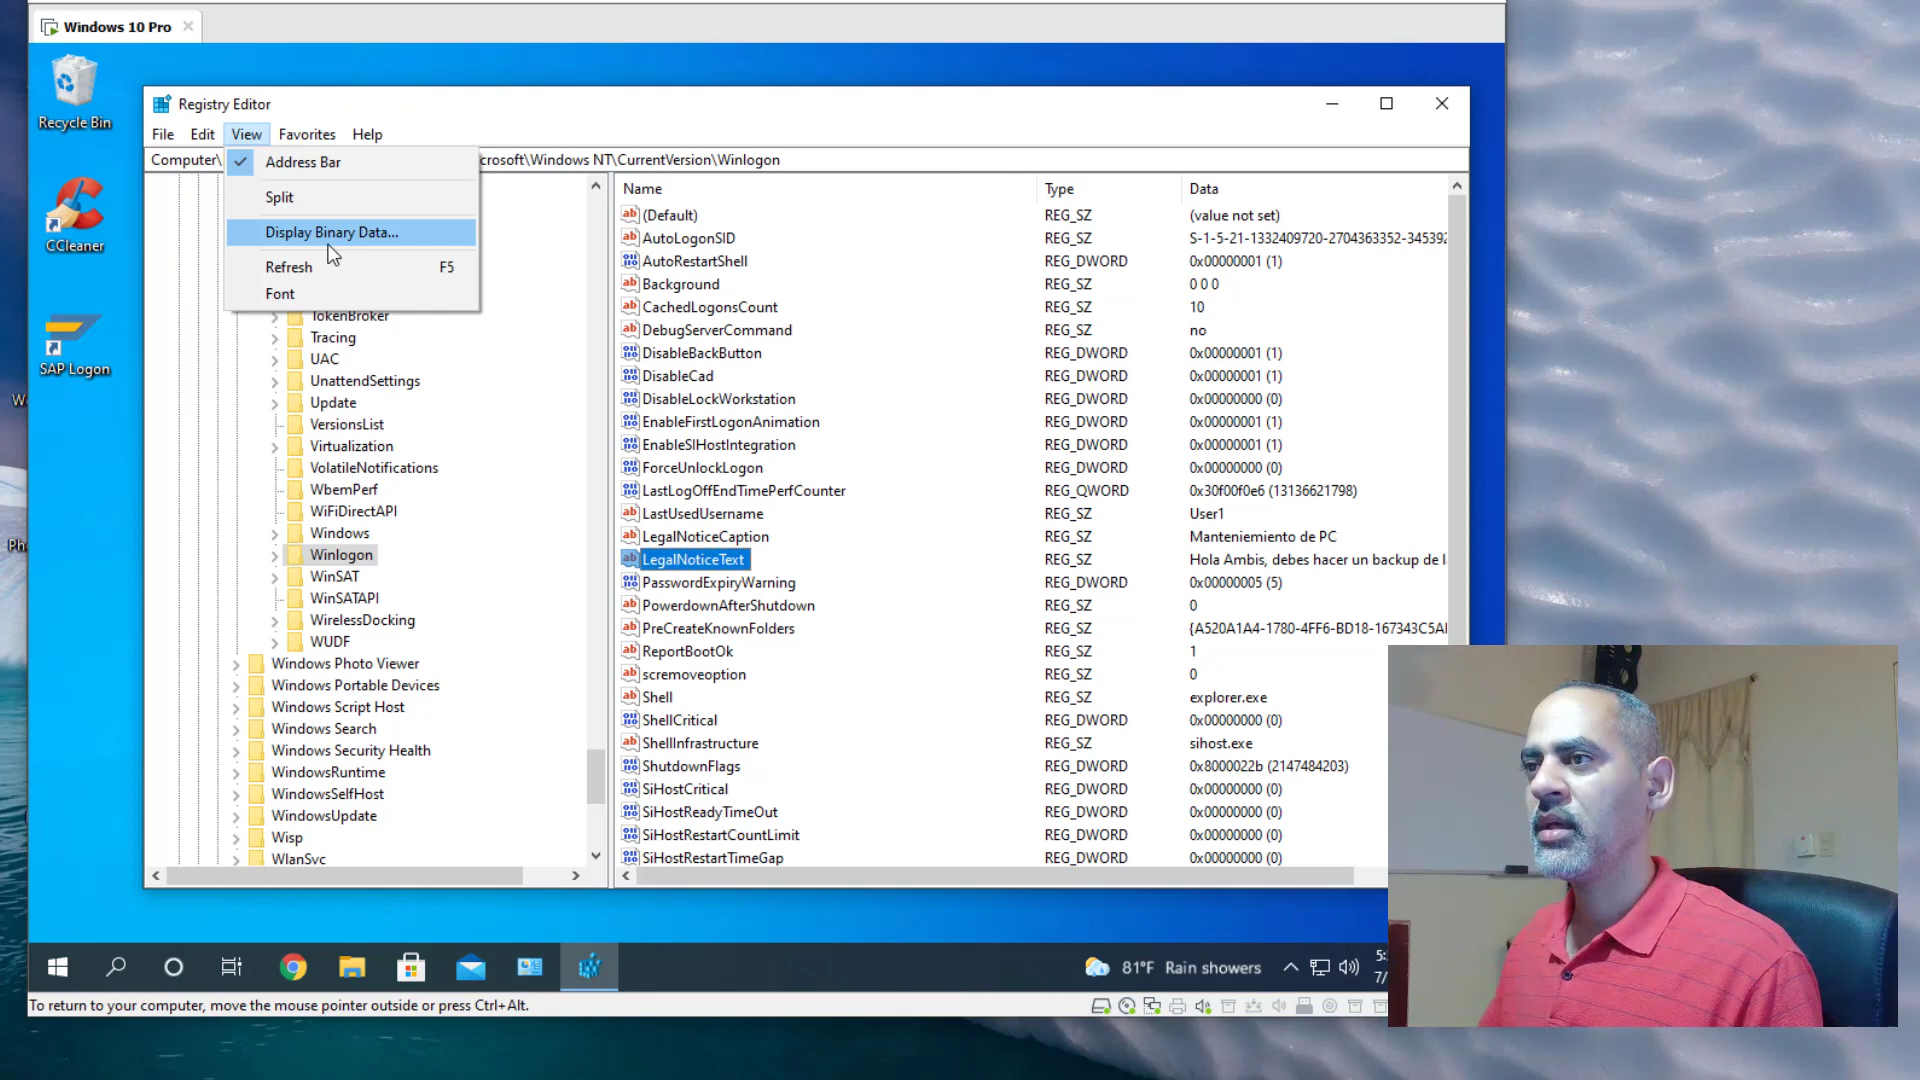 Windows 10 Pro
Recycle Bin
CCleaner
SAP Logon
Registry Editor
File Edit View Favorites Help
Computer\ crosoft\Windows NT\CurrentVersion\Winlogon
Address Bar
Split
Display Binary Data...
Refresh F5
Font
TokenBroker
Tracing
UAC
UnattendSettings
Update
VersionsList
Virtualization
VolatileNotifications
WbemPerf
WiFiDirectAPI
Windows
Winlogon
WinSAT
WinSATAPI
WirelessDocking
WUDF
Windows Photo Viewer
Windows Portable Devices
Windows Script Host
Windows Search
Windows Security Health
WindowsRuntime
WindowsSelfHost
WindowsUpdate
Wisp
WlanSvc
Name Type Data
(Default) REG_SZ (value not set)
AutoLogonSID REG_SZ S-1-5-21-1332409720-2704363352-345392
AutoRestartShell REG_DWORD 0x00000001 (1)
Background REG_SZ 0 0 0
CachedLogonsCount REG_SZ 10
DebugServerCommand REG_SZ no
DisableBackButton REG_DWORD 0x00000001 (1)
DisableCad REG_DWORD 0x00000001 (1)
DisableLockWorkstation REG_DWORD 0x00000000 (0)
EnableFirstLogonAnimation REG_DWORD 0x00000001 (1)
EnableSIHostIntegration REG_DWORD 0x00000001 (1)
ForceUnlockLogon REG_DWORD 0x00000000 (0)
LastLogOffEndTimePerfCounter REG_QWORD 0x30f00f0e6 (13136621798)
LastUsedUsername REG_SZ User1
LegalNoticeCaption REG_SZ Manteniemiento de PC
LegalNoticeText REG_SZ Hola Ambis, debes hacer un backup de l
PasswordExpiryWarning REG_DWORD 0x00000005 (5)
PowerdownAfterShutdown REG_SZ 0
PreCreateKnownFolders REG_SZ {A520A1A4-1780-4FF6-BD18-167343C5A
ReportBootOk REG_SZ 1
scremoveoption REG_SZ 0
Shell REG_SZ explorer.exe
ShellCritical REG_DWORD 0x00000000 (0)
ShellInfrastructure REG_SZ sihost.exe
ShutdownFlags REG_DWORD 0x8000022b (2147484203)
SiHostCritical REG_DWORD 0x00000000 (0)
SiHostReadyTimeOut REG_DWORD 0x00000000 (0)
SiHostRestartCountLimit REG_DWORD 0x00000000 (0)
SiHostRestartTimeGap REG_DWORD 0x00000000 (0)
81°F Rain showers
5:
7/
To return to your computer, move the mouse pointer outside or press Ctrl+Alt.